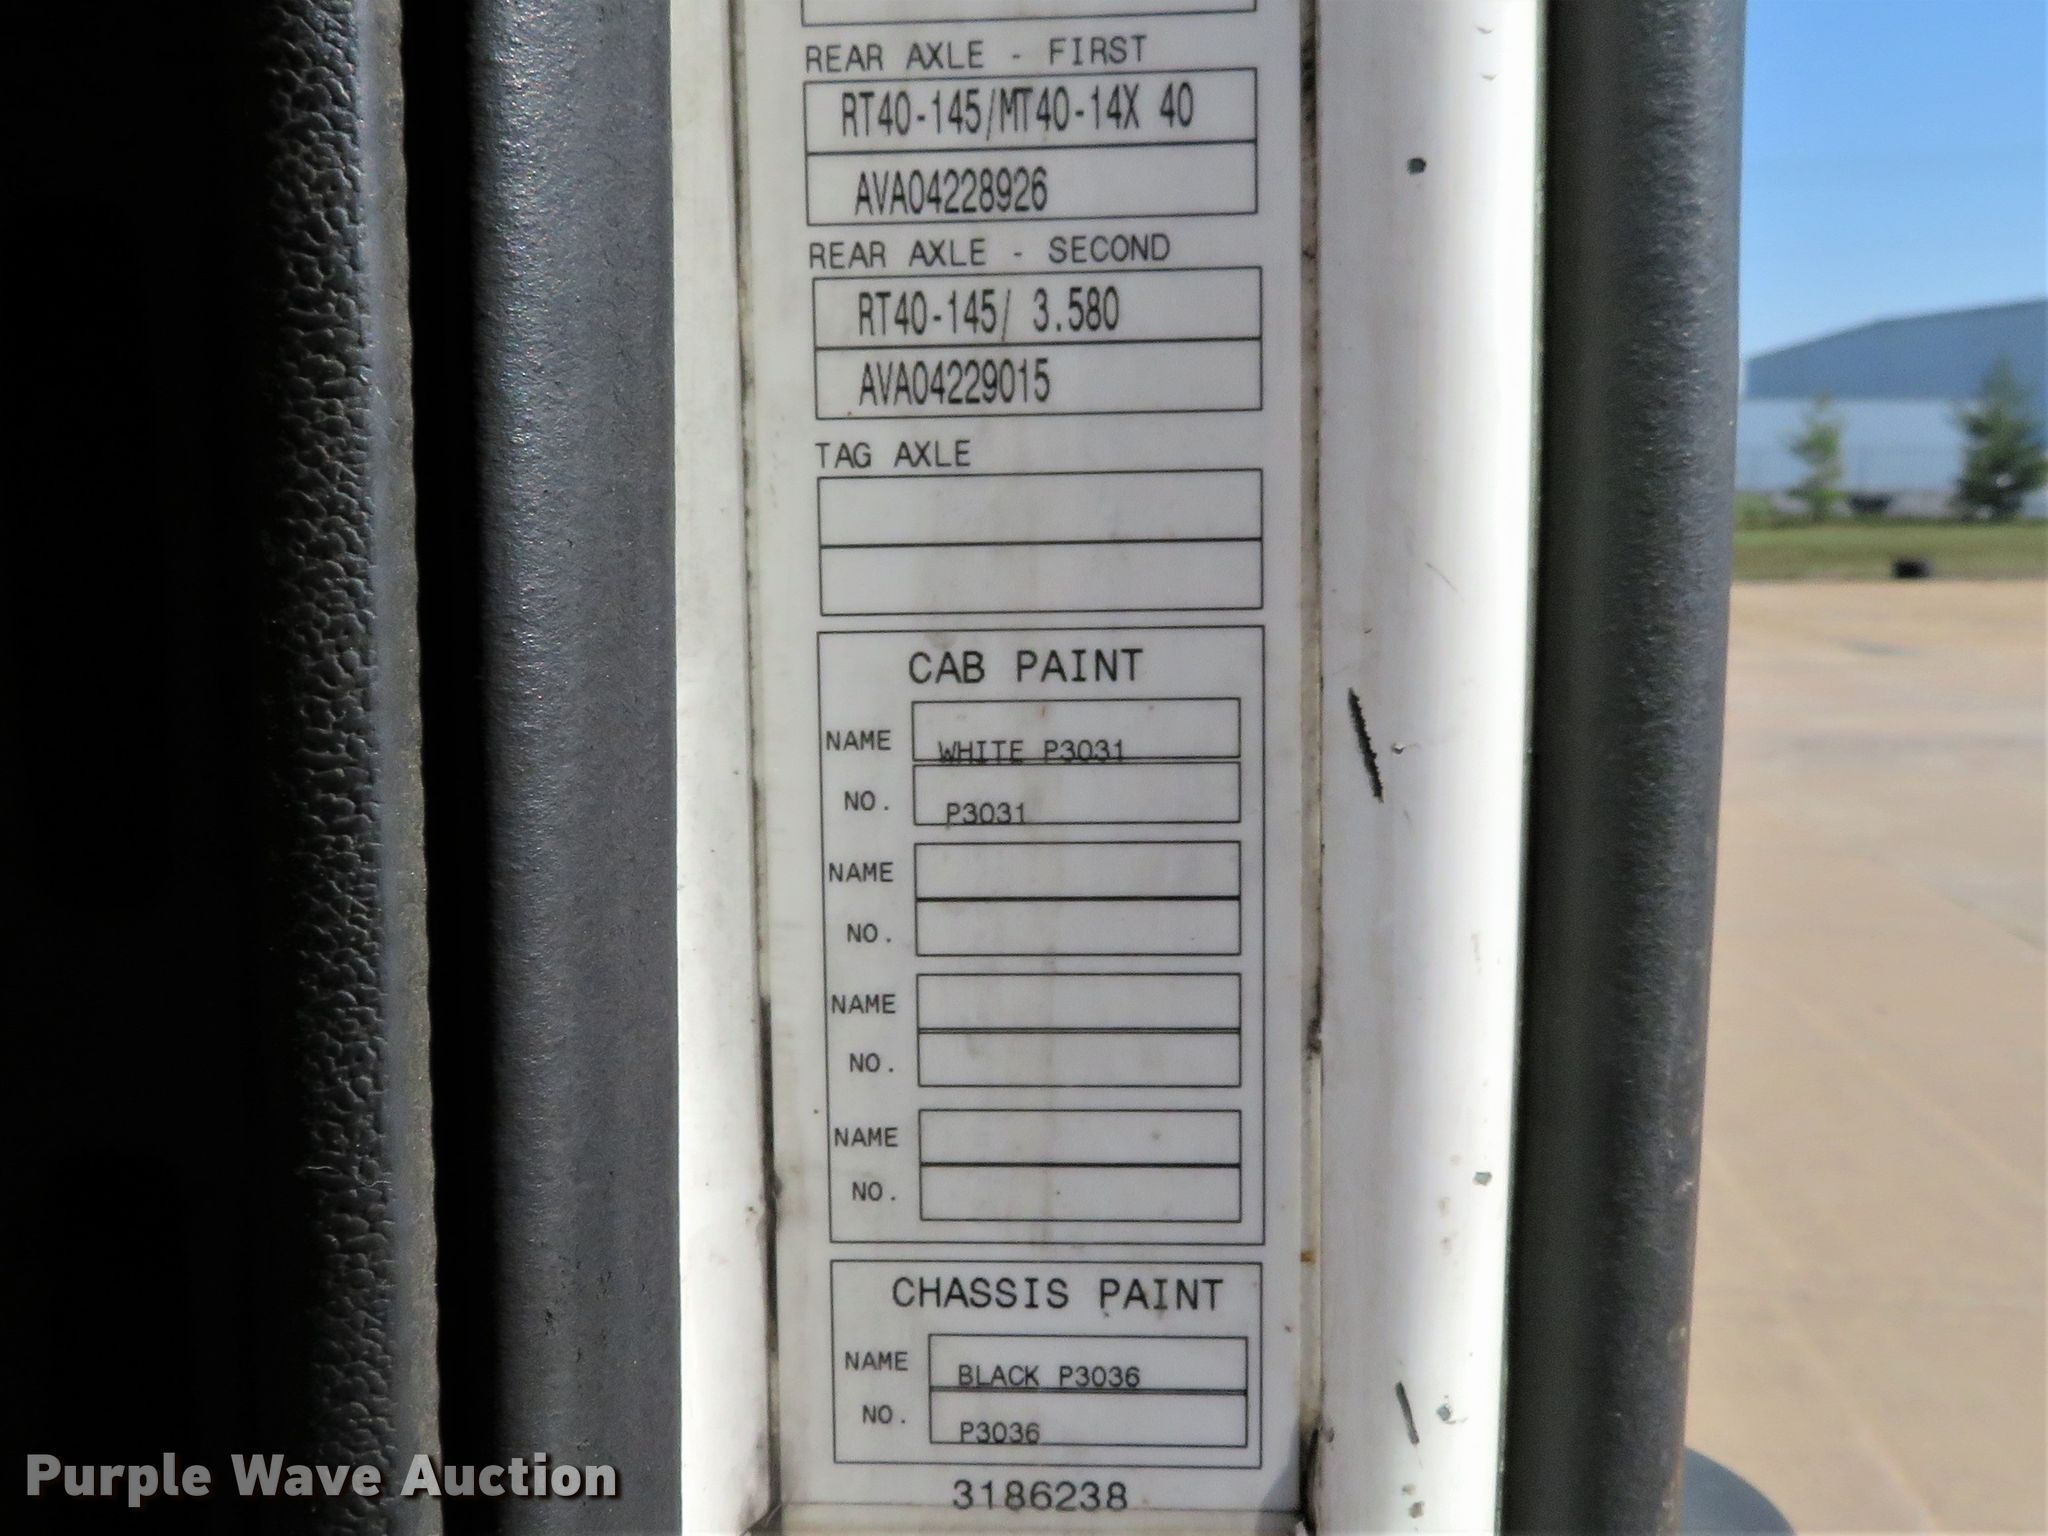 REAR AXLE - FIRST
RT40-145/MT40-14X 40
AVA04228926
REAR AXLE - SECOND
RT40-145/ 3.580
AVA04229015
TAG AXLE
CAB PAINT
NAME WHITE P3031
NO. P3031
NAME
NO.
NAME
NO.
NAME
NO.
CHASSIS PAINT
NAME BLACK P3036
NO. P3036
3186238
Purple Wave Auction